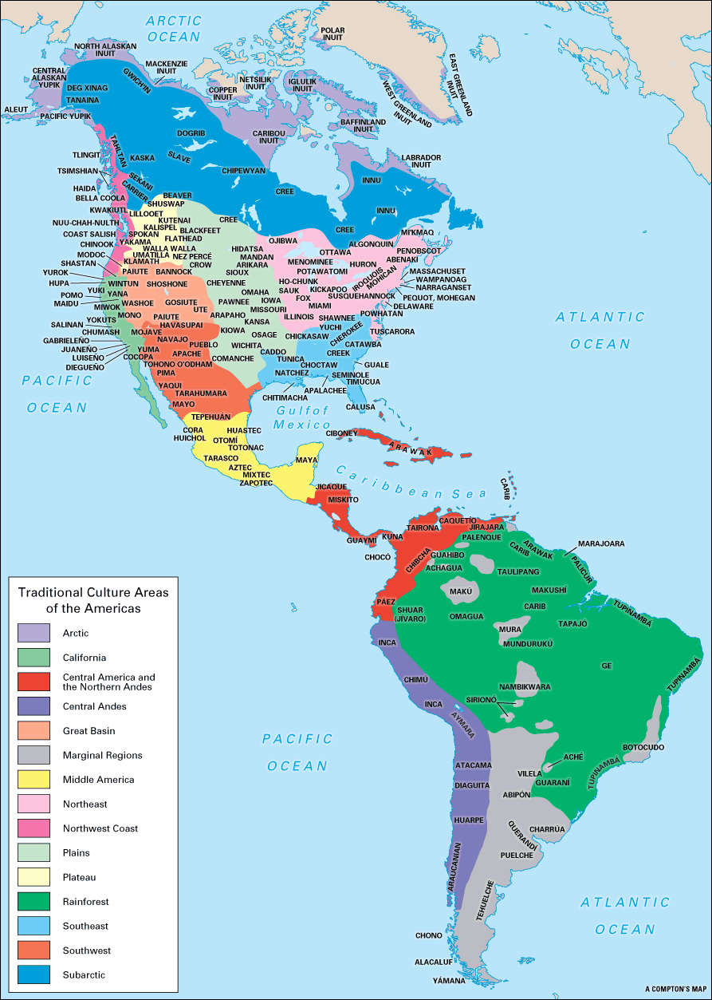 ARCTIC
OCEAN
POLAR
INUIT
NORTH ALASKAN
INUIT
MACKENZIE
INUIT
CENTRAL
ALASKAN
YUPIK
GWICH'IN
NETSILIK
INUIT
IGLULIK
INUIT
COPPER
INUIT
EAST GREENLAND
INUIT
WEST GREENLAND
INUIT
DEG XINAG
TANAINA
ALEUT
PACIFIC YUPIK
BAFFINLAND
INUIT
CARIBOU
INUIT
DOGRIB
TAHLTAN
KASKA
SLAVE
TLINGIT
LABRADOR
INUIT
TSIMSHIAN
CHIPEWYAN
SEKANI
CARRIER
INNU
HAIDA
BELLA COOLA
BEAVER
CREE
SHUSWAP
KWAKIUTL
LILLOOET
INNU
NUU-CHAH-NULTH
KUTENAI
CREE
KALISPEL
BLACKFEET
CREE
COAST SALISH
SPOKAN
FLATHEAD
MI'KMAQ
CHINOOK
YAKAMA
OJIBWA
ALGONQUIN
WALLA WALLA
HIDATSA
OTTAWA
PENOBSCOT
MODOC
UMATILLA
NEZ PERCÉ
MANDAN
ABENAKI
SHASTAN
KLAMATH
CROW
ARIKARA
MENOMINEE
HURON
YUROK
PAIUTE
BANNOCK
SIOUX
POTAWATOMI
IROQUOIS
MOHICAN
MASSACHUSET
HUPA
WINTUN
SHOSHONE
CHEYENNE
HO-CHUNK
WAMPANOAG
YUKI
YANA
OMAHA
SAUK
KICKAPOO
NARRAGANSET
POMO
WASHOE
GOSIUTE
PAWNEE
IOWA
FOX
SUSQUEHANNOCK
PEQUOT, MOHEGAN
MAIDU
MIWOK
UTE
MISSOURI
MIAMI
DELAWARE
MONO
PAIUTE
ARAPAHO
KANSA
ILLINOIS
SHAWNEE
POWHATAN
YOKUTS
HAVASUPAI
KIOWA
YUCHI
CHEROKEE
TUSCARORA
SALINAN
CHUMASH
MOJAVE
OSAGE
CHICKASAW
GABRIELEÑO
NAVAJO
PUEBLO
WICHITA
CATAWBA
JUANEÑO
YUMA
APACHE
CADDO
CREEK
LUISEÑO
COCOPA
COMANCHE
TUNICA
CHOCTAW
GUALE
DIEGUEÑO
TOHONO O'ODHAM
NATCHEZ
SEMINOLE
PIMA
TIMUCUA
YAQUI
APALACHEE
TARAHUMARA
CHITIMACHA
MAYO
CALUSA
PACIFIC
OCEAN
ATLANTIC
OCEAN
Gulf of
Mexico
TEPEHUÁN
CORA
HUASTEC
HUICHOL
OTOMÍ
TOTONAC
CIBONEY
ARAWAK
TARASCO
MAYA
AZTEC
MIXTEC
ZAPOTEC
Caribbean Sea
CARIB
JICAQUE
MISKITO
GUAYMÍ
KUNA
TAIRONA
CAQUETÍO
JIRAJARA
PALENQUE
CHOCÓ
CHIBCHA
GUAHIBO
ACHAGUA
CARIB
ARAWAK
MARAJOARA
PALICUR
TAULIPANG
MAKÚ
MAKUSHÍ
PÁEZ
SHUAR
(JÍVARO)
OMAGUA
CARIB
TUPINAMBÁ
TAPAJÓ
MURA
MUNDURUKÚ
INCA
GE
TUPINAMBÁ
CHIMÚ
NAMBIKWARA
INCA
SIRIONÓ
AYMARA
BOTOCUDO
ATACAMA
VILELA
ACHÉ
TUPINAMBÁ
DIAGUITA
GUARANÍ
ABIPÓN
HUARPE
CHARRÚA
QUERANDÍ
PUELCHE
ARAUCANIAN
TEHUELCHE
CHONO
ALACALUF
YÁMANA
PACIFIC
OCEAN
ATLANTIC
OCEAN
Traditional Culture Areas
of the Americas
Arctic
California
Central America and
the Northern Andes
Central Andes
Great Basin
Marginal Regions
Middle America
Northeast
Northwest Coast
Plains
Plateau
Rainforest
Southeast
Southwest
Subarctic
A COMPTON'S MAP